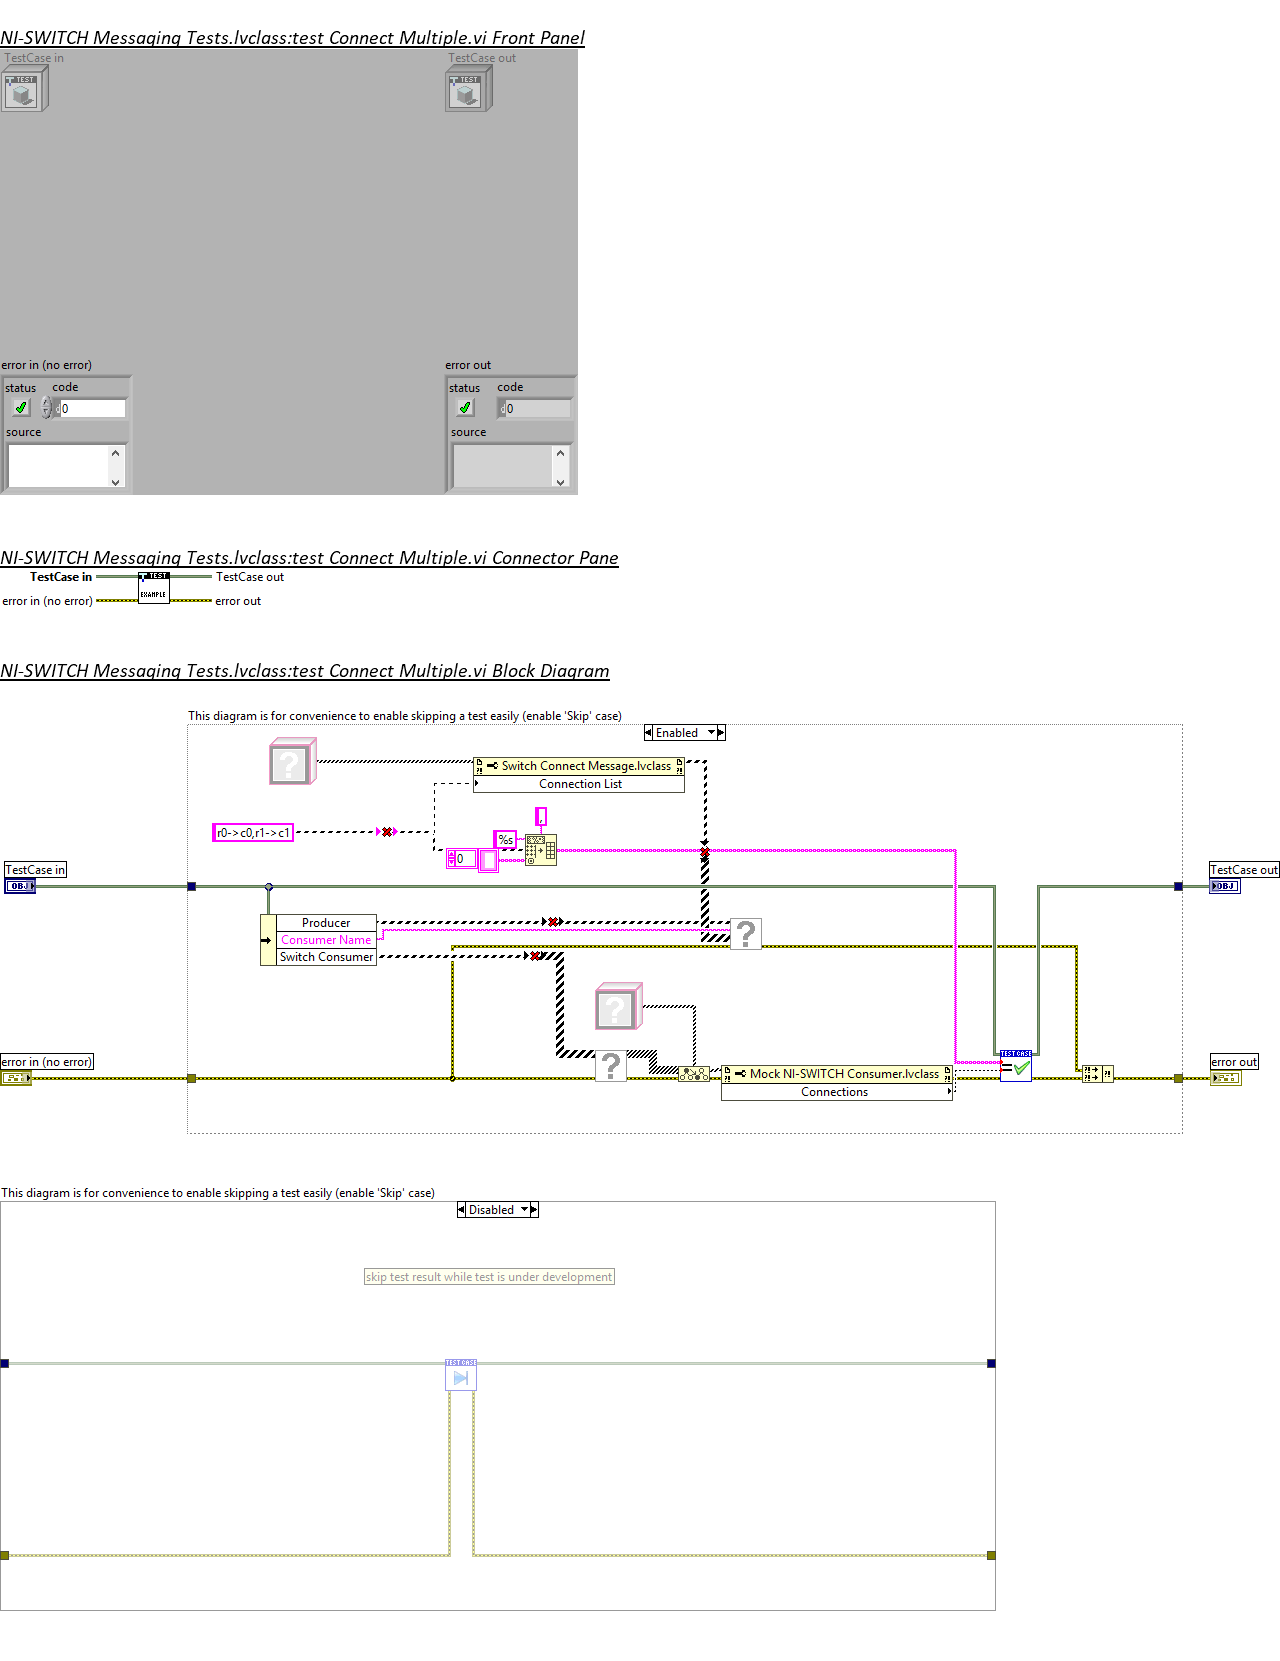 NI-SWITCH Messaging Tests.lvclass:test Connect Multiple.vi Front Panel
TestCase in
TestCase out
TEST
TEST
error in (no error)
error out
status code
status code
d 0
d 0
source
source
NI-SWITCH Messaging Tests.lvclass:test Connect Multiple.vi Connector Pane
TestCase in
TEST
TestCase out
error in (no error)
EXAMPLE
error out
NI-SWITCH Messaging Tests.lvclass:test Connect Multiple.vi Block Diagram
This diagram is for convenience to enable skipping a test easily (enable 'Skip' case)
Enabled
?
Switch Connect Message.lvclass
Connection List
,
r0->c0,r1->c1
%s
0
TestCase in
OBJ
TestCase out
OBJ
Producer
Consumer Name
Switch Consumer
?
?
?
TEST CASE
error in (no error)
error out
Mock NI-SWITCH Consumer.lvclass
Connections
This diagram is for convenience to enable skipping a test easily (enable 'Skip' case)
Disabled
skip test result while test is under development
TEST CASE